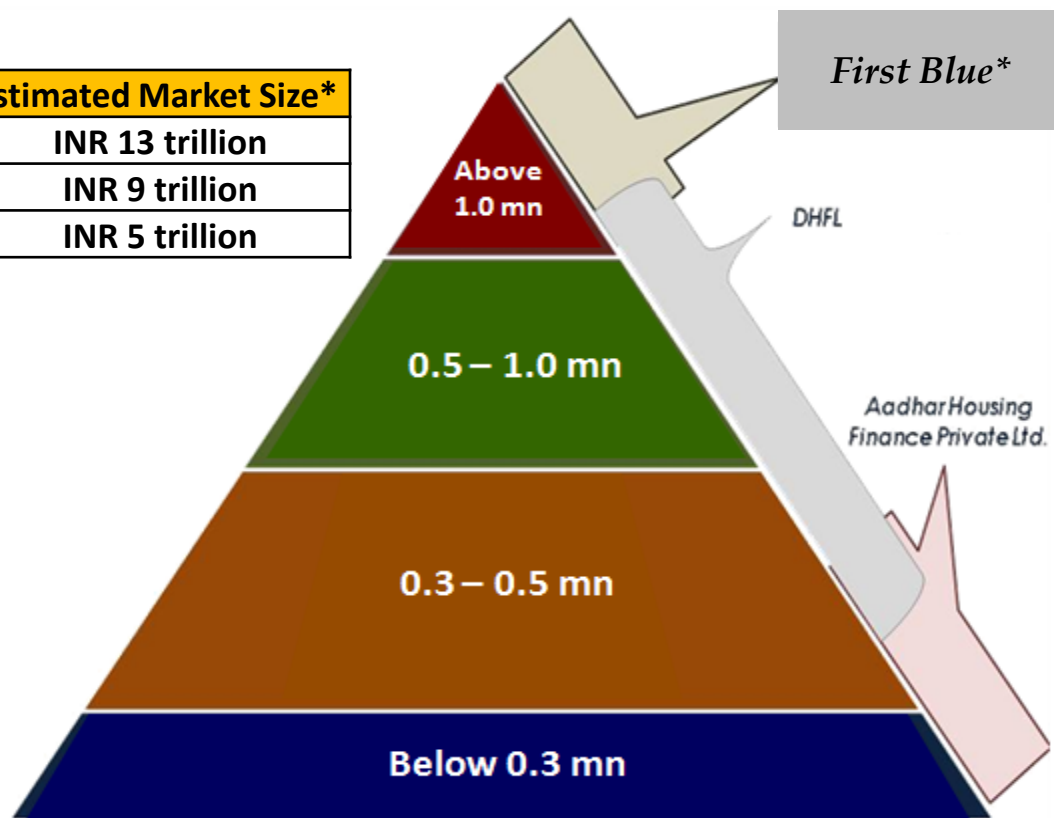 stimated Market Size*
INR 13 trillion
INR 9 trillion
INR 5 trillion
First Blue*
Above
1.0 mn
DHFL
0.5 – 1.0 mn
Aadhar Housing
Finance Private Ltd.
0.3 – 0.5 mn
Below 0.3 mn